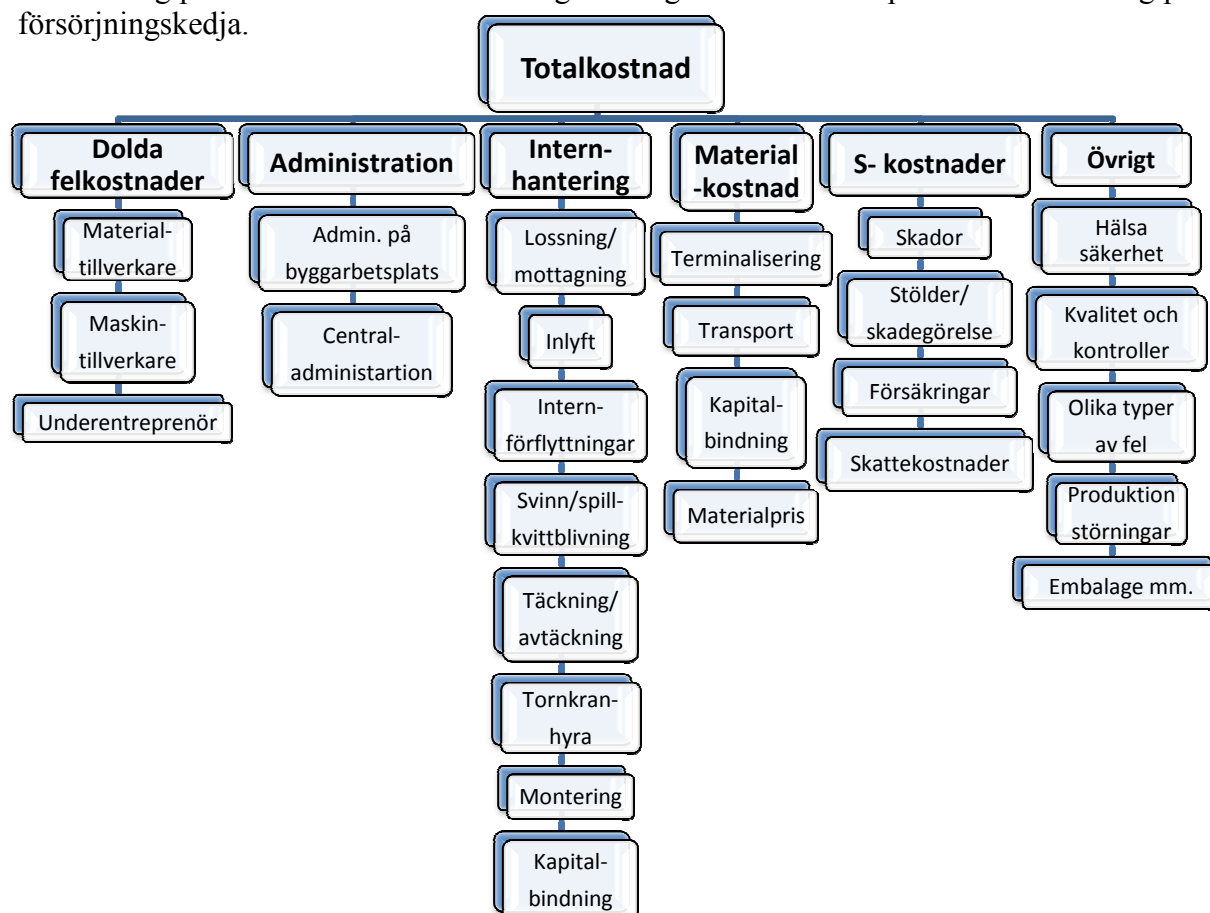 försörjningskedja.
Totalkostnad
Dolda
felkostnader
Material-
tillverkare
Maskin-
tillverkare
Underentreprenör
Administration
Admin. på
byggarbetsplats
Central-
administartion
Intern-
hantering
Lossning/
mottagning
Inlyft
Intern-
förflyttningar
Svinn/spill-
kvittblivning
Täckning/
avtäckning
Tornkran-
hyra
Montering
Kapital-
bindning
Material
-kostnad
Terminalisering
Transport
Kapital-
bindning
Materialpris
S- kostnader
Skador
Stölder/
skadegörelse
Försäkringar
Skattekostnader
Övrigt
Hälsa
säkerhet
Kvalitet och
kontroller
Olika typer
av fel
Produktion
störningar
Embalage mm.